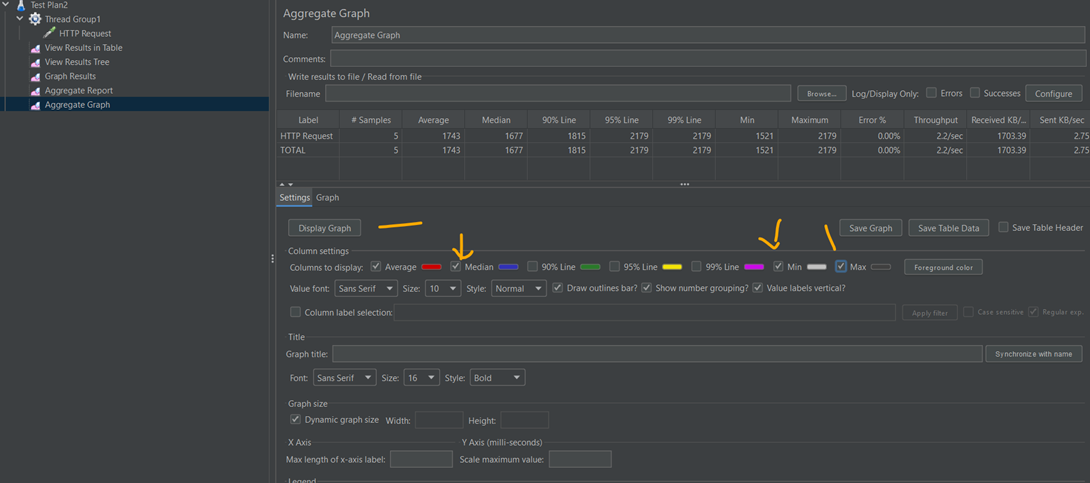 Test Plan2
Thread Group1
HTTP Request
View Results in Table
View Results Tree
Graph Results
Aggregate Report
Aggregate Graph
Aggregate Graph
Name: Aggregate Graph
Comments:
Write results to file / Read from file
Filename Browse... Log/Display Only: Errors Successes Configure
Label # Samples Average Median 90% Line 95% Line 99% Line Min Maximum Error % Throughput Received KB/... Sent KB/sec
HTTP Request 5 1743 1677 1815 2179 2179 1521 2179 0.00% 2.2/sec 1703.39 2.75
TOTAL 5 1743 1677 1815 2179 2179 1521 2179 0.00% 2.2/sec 1703.39 2.75
Settings Graph
Display Graph Save Graph Save Table Data Save Table Header
Column settings
Columns to display: Average Median 90% Line 95% Line 99% Line Min Max Foreground color
Value font: Sans Serif Size: 10 Style: Normal Draw outlines bar? Show number grouping? Value labels vertical?
Column label selection: Apply filter Case sensitive Regular exp.
Title
Graph title: Synchronize with name
Font: Sans Serif Size: 16 Style: Bold
Graph size
Dynamic graph size Width: Height:
X Axis Y Axis (milli-seconds)
Max length of x-axis label: Scale maximum value:
Legend